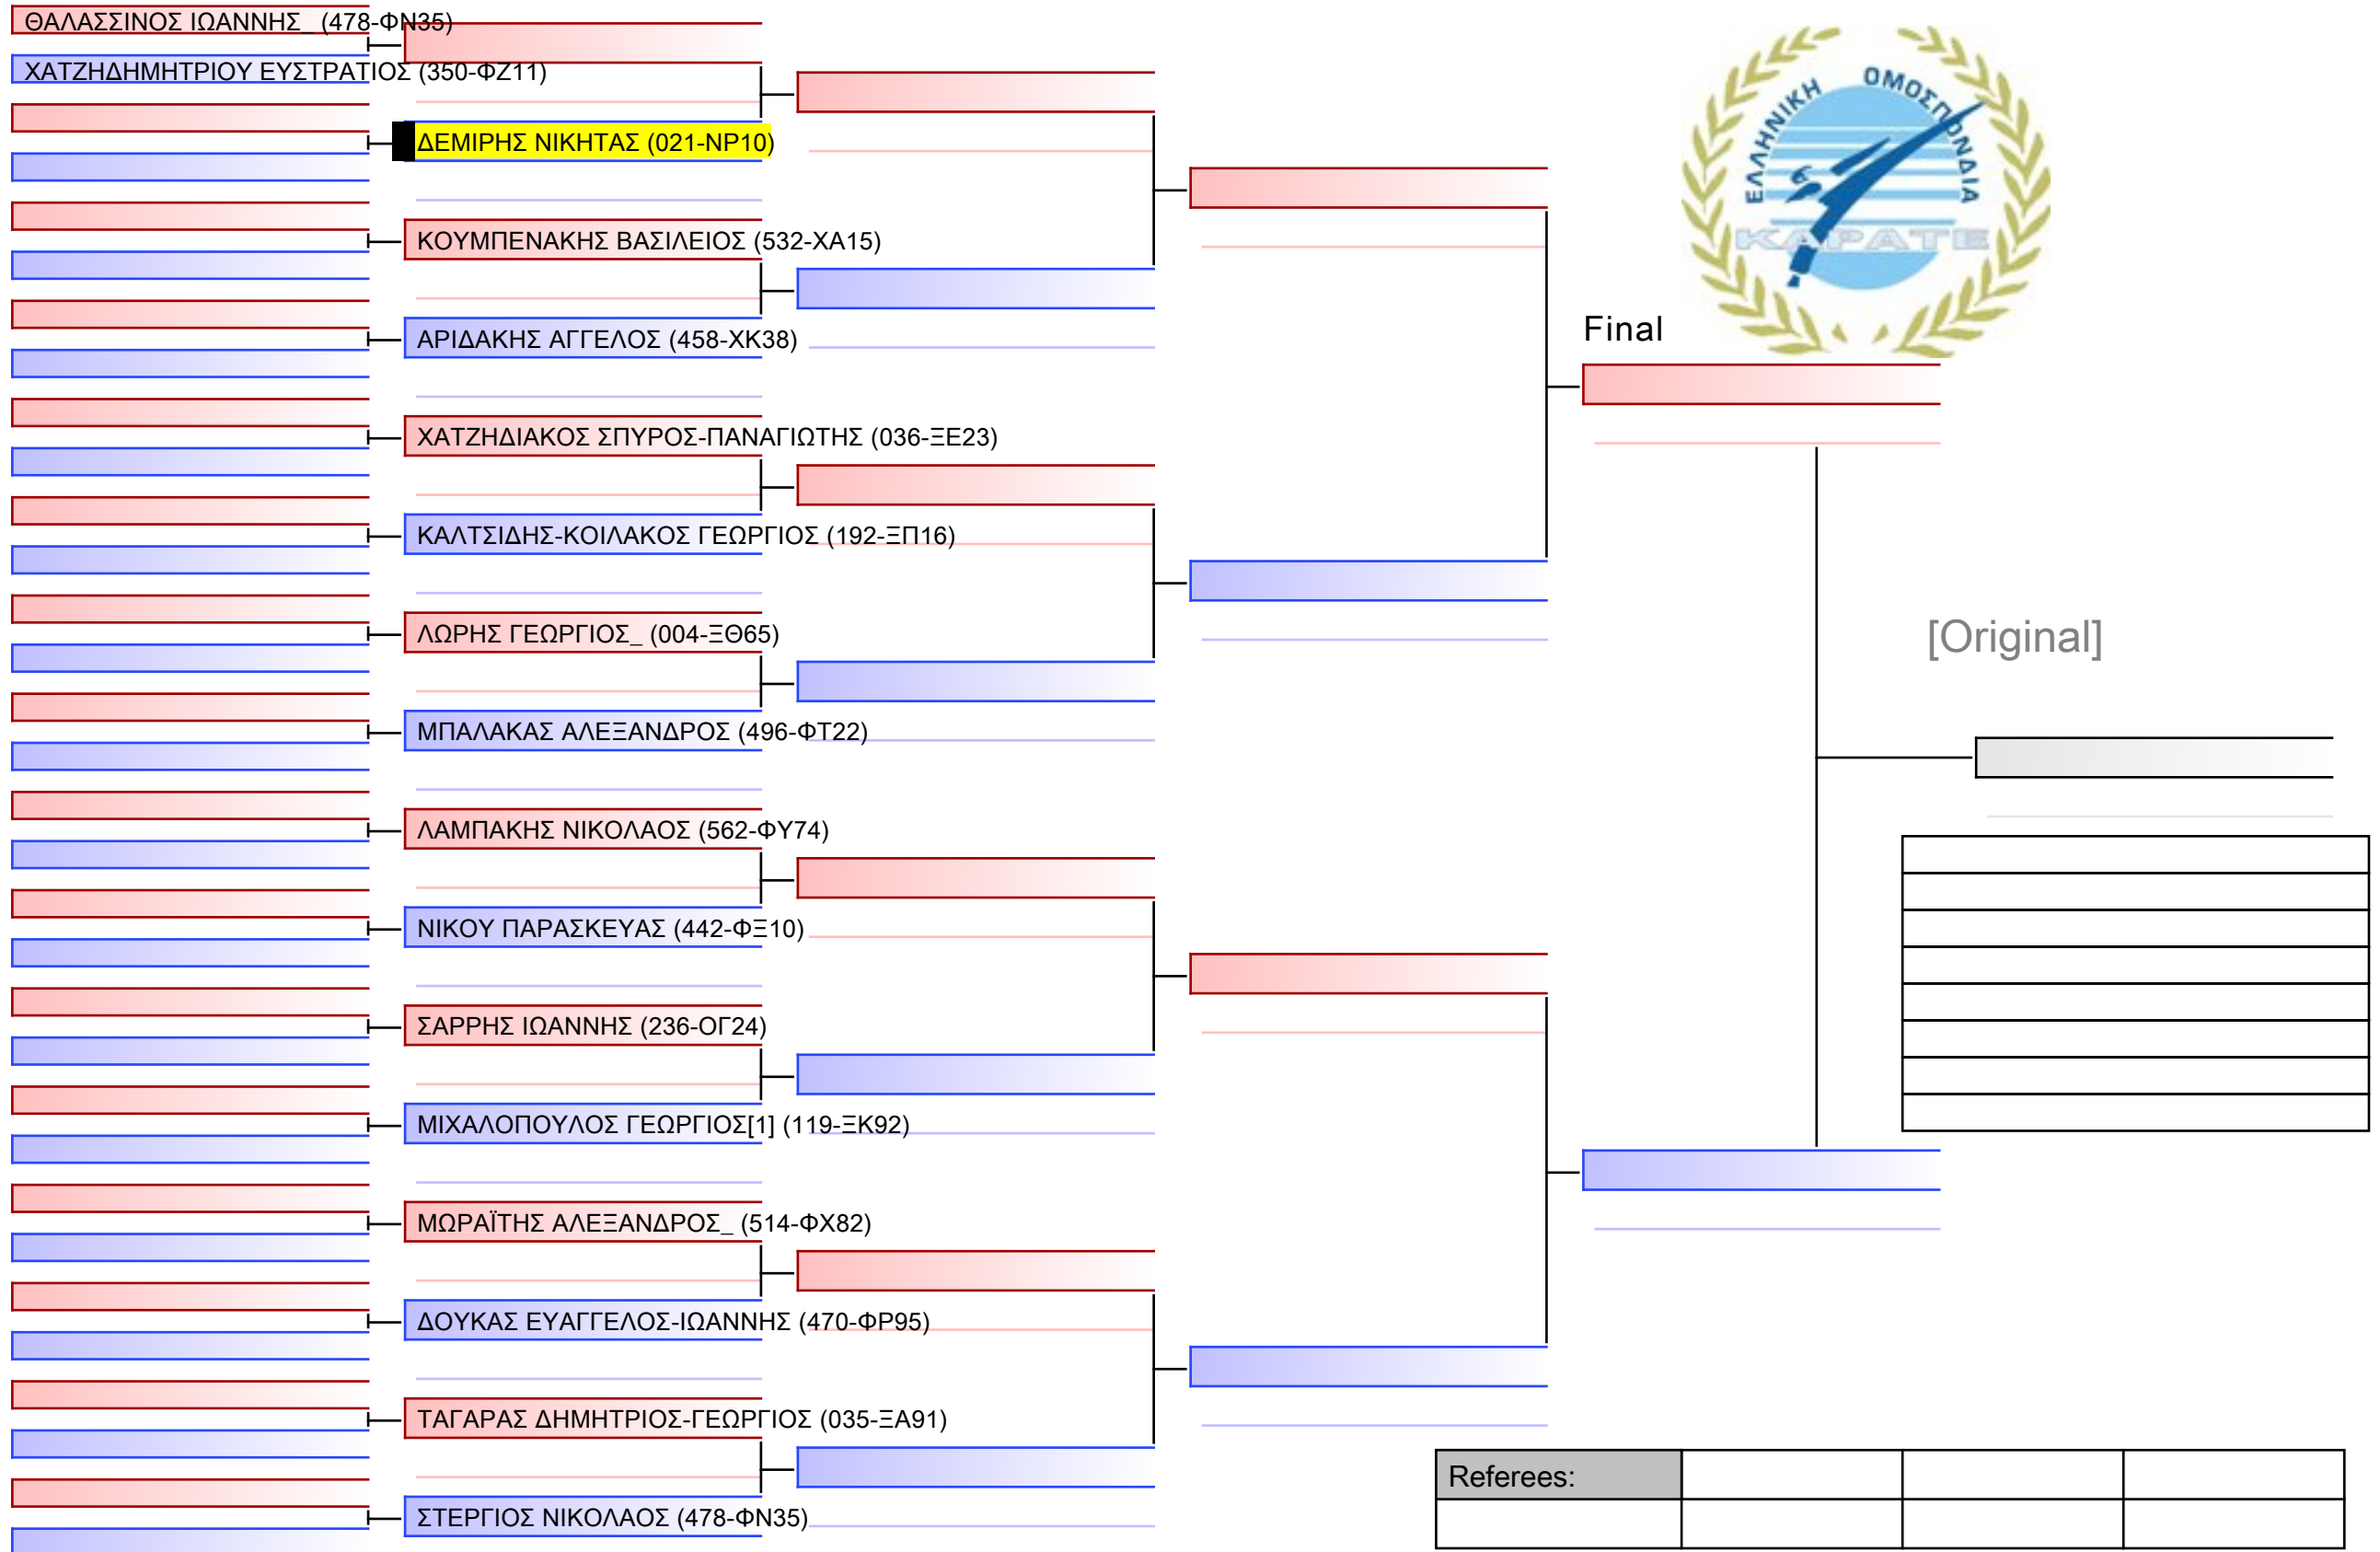 ΘΑΛΑΣΣΙΝΟΣ ΙΩΑΝΝΗΣ_ (478-ΦΝ35)
ΧΑΤΖΗΔΗΜΗΤΡΙΟΥ ΕΥΣΤΡΑΤΙΟΣ (350-ΦΖ11)
ΔΕΜΙΡΗΣ ΝΙΚΗΤΑΣ (021-ΝΡ10)
ΚΟΥΜΠΕΝΑΚΗΣ ΒΑΣΙΛΕΙΟΣ (532-ΧΑ15)
ΑΡΙΔΑΚΗΣ ΑΓΓΕΛΟΣ (458-ΧΚ38)
ΧΑΤΖΗΔΙΑΚΟΣ ΣΠΥΡΟΣ-ΠΑΝΑΓΙΩΤΗΣ (036-ΞΕ23)
ΚΑΛΤΣΙΔΗΣ-ΚΟΙΛΑΚΟΣ ΓΕΩΡΓΙΟΣ (192-ΞΠ16)
ΛΩΡΗΣ ΓΕΩΡΓΙΟΣ_ (004-ΞΘ65)
ΜΠΑΛΑΚΑΣ ΑΛΕΞΑΝΔΡΟΣ (496-ΦΤ22)
ΛΑΜΠΑΚΗΣ ΝΙΚΟΛΑΟΣ (562-ΦΥ74)
ΝΙΚΟΥ ΠΑΡΑΣΚΕΥΑΣ (442-ΦΞ10)
ΣΑΡΡΗΣ ΙΩΑΝΝΗΣ (236-ΟΓ24)
ΜΙΧΑΛΟΠΟΥΛΟΣ ΓΕΩΡΓΙΟΣ[1] (119-ΞΚ92)
ΜΩΡΑΪΤΗΣ ΑΛΕΞΑΝΔΡΟΣ_ (514-ΦΧ82)
ΔΟΥΚΑΣ ΕΥΑΓΓΕΛΟΣ-ΙΩΑΝΝΗΣ (470-ΦΡ95)
ΤΑΓΑΡΑΣ ΔΗΜΗΤΡΙΟΣ-ΓΕΩΡΓΙΟΣ (035-ΞΑ91)
ΣΤΕΡΓΙΟΣ ΝΙΚΟΛΑΟΣ (478-ΦΝ35)
ΕΛΛΗΝΙΚΗ ΟΜΟΣΠΟΝΔΙΑ
ΚΑΡΑΤΕ
Final
[Original]
Referees: